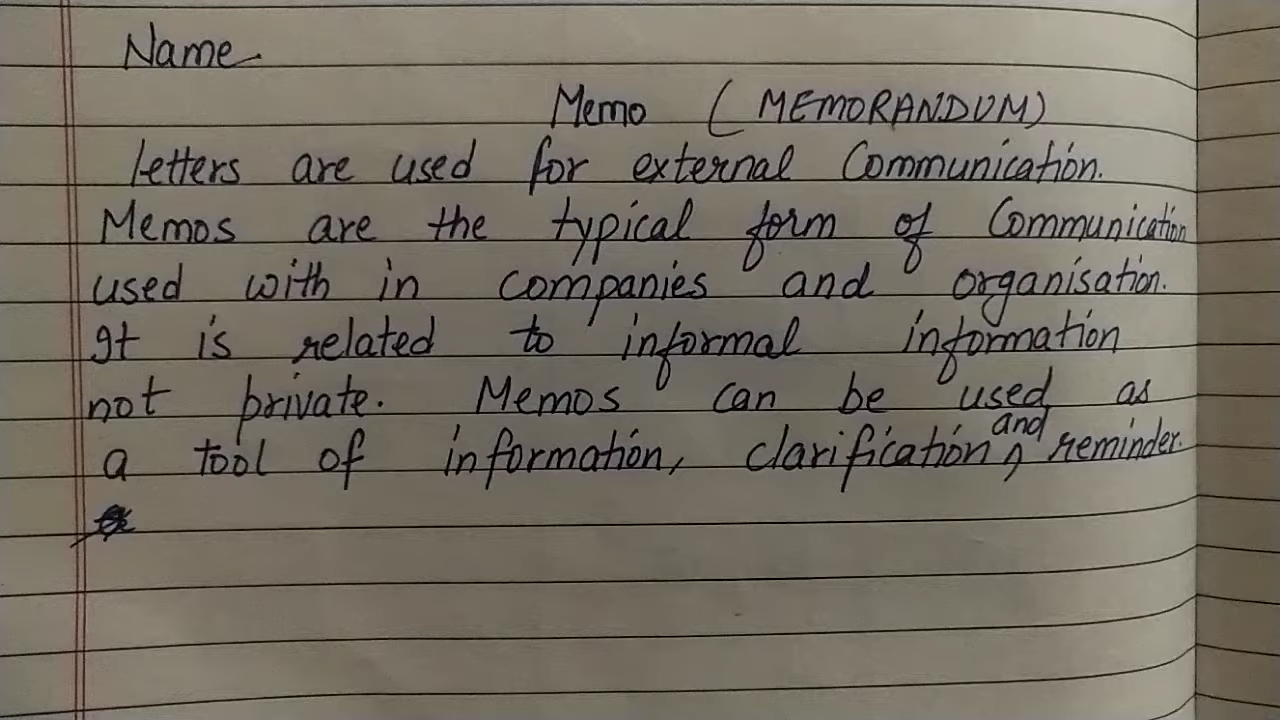 Name
Memo (MEMORANDUM)
letters are used for external Communication.
Memos are the typical form of Communication
used with in companies and organisation.
It is related to informal information
not private. Memos can be used as
a tool of information, clarification, and reminder.